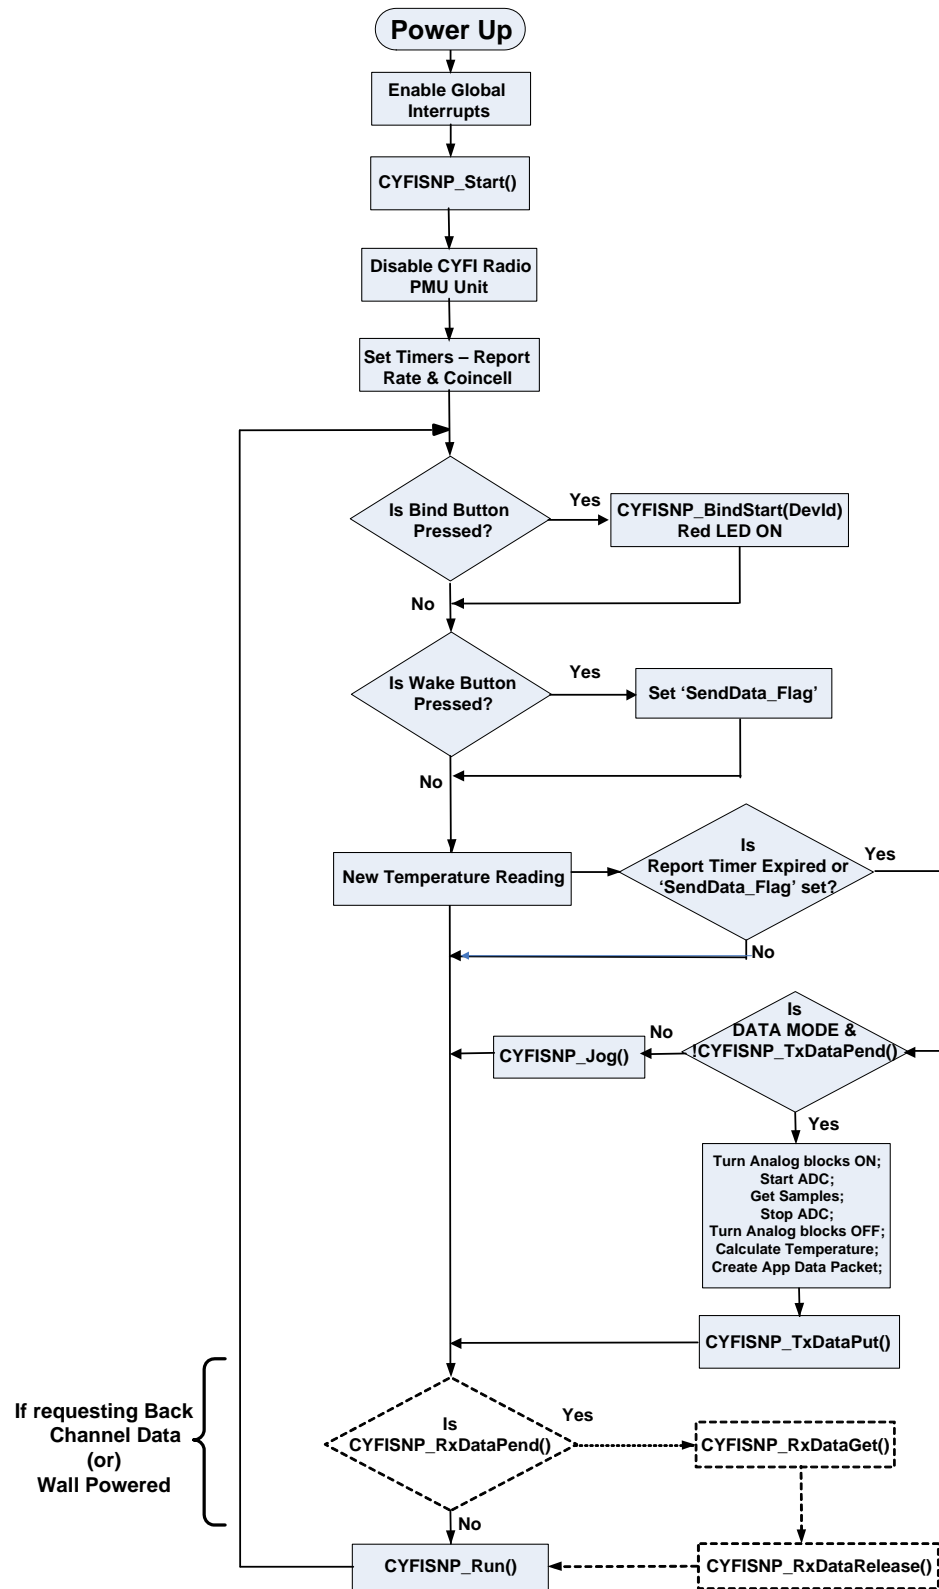 Power Up
Enable Global
Interrupts
CYFISNP_Start()
Disable CYFI Radio
PMU Unit
Set Timers – Report
Rate & Coincell
Is Bind Button
Pressed?
Yes
CYFISNP_BindStart(DevId)
Red LED ON
No
Is Wake Button
Pressed?
Yes
Set ‘SendData_Flag’
No
New Temperature Reading
Is
Report Timer Expired or
‘SendData_Flag’ set?
Yes
No
Is
DATA MODE &
!CYFISNP_TxDataPend()
No
CYFISNP_Jog()
Yes
Turn Analog blocks ON;
Start ADC;
Get Samples;
Stop ADC;
Turn Analog blocks OFF;
Calculate Temperature;
Create App Data Packet;
CYFISNP_TxDataPut()
If requesting Back
Channel Data
(or)
Wall Powered
Is
CYFISNP_RxDataPend()
Yes
CYFISNP_RxDataGet()
No
CYFISNP_Run()
CYFISNP_RxDataRelease()